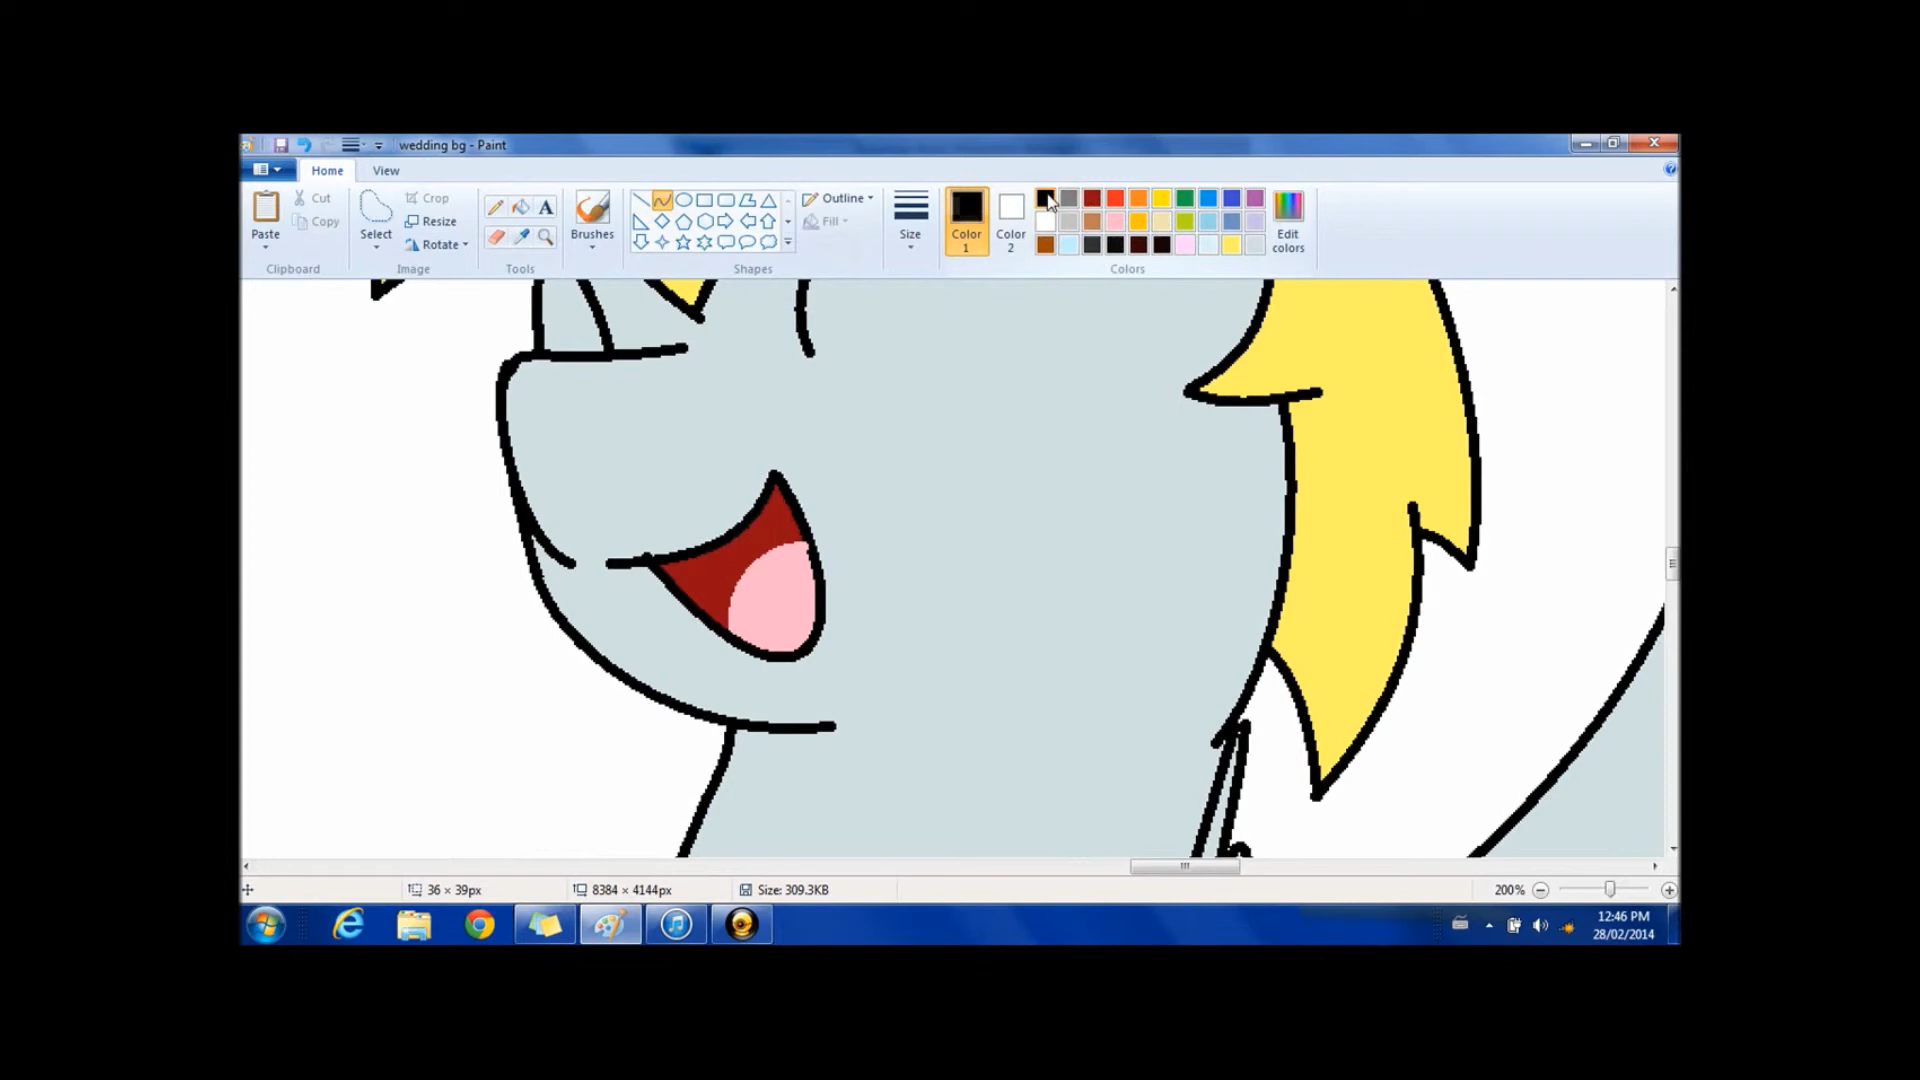 wedding bg - Paint
Home View
Paste
Cut
Copy
Clipboard
Select
Crop
Resize
Rotate
Image
A
Tools
Brushes
Outline
Fill
Shapes
Size
Color 1
Color 2
Edit colors
Colors
36 × 39px
8384 × 4144px
Size: 309.3KB
200%
12:46 PM
28/02/2014